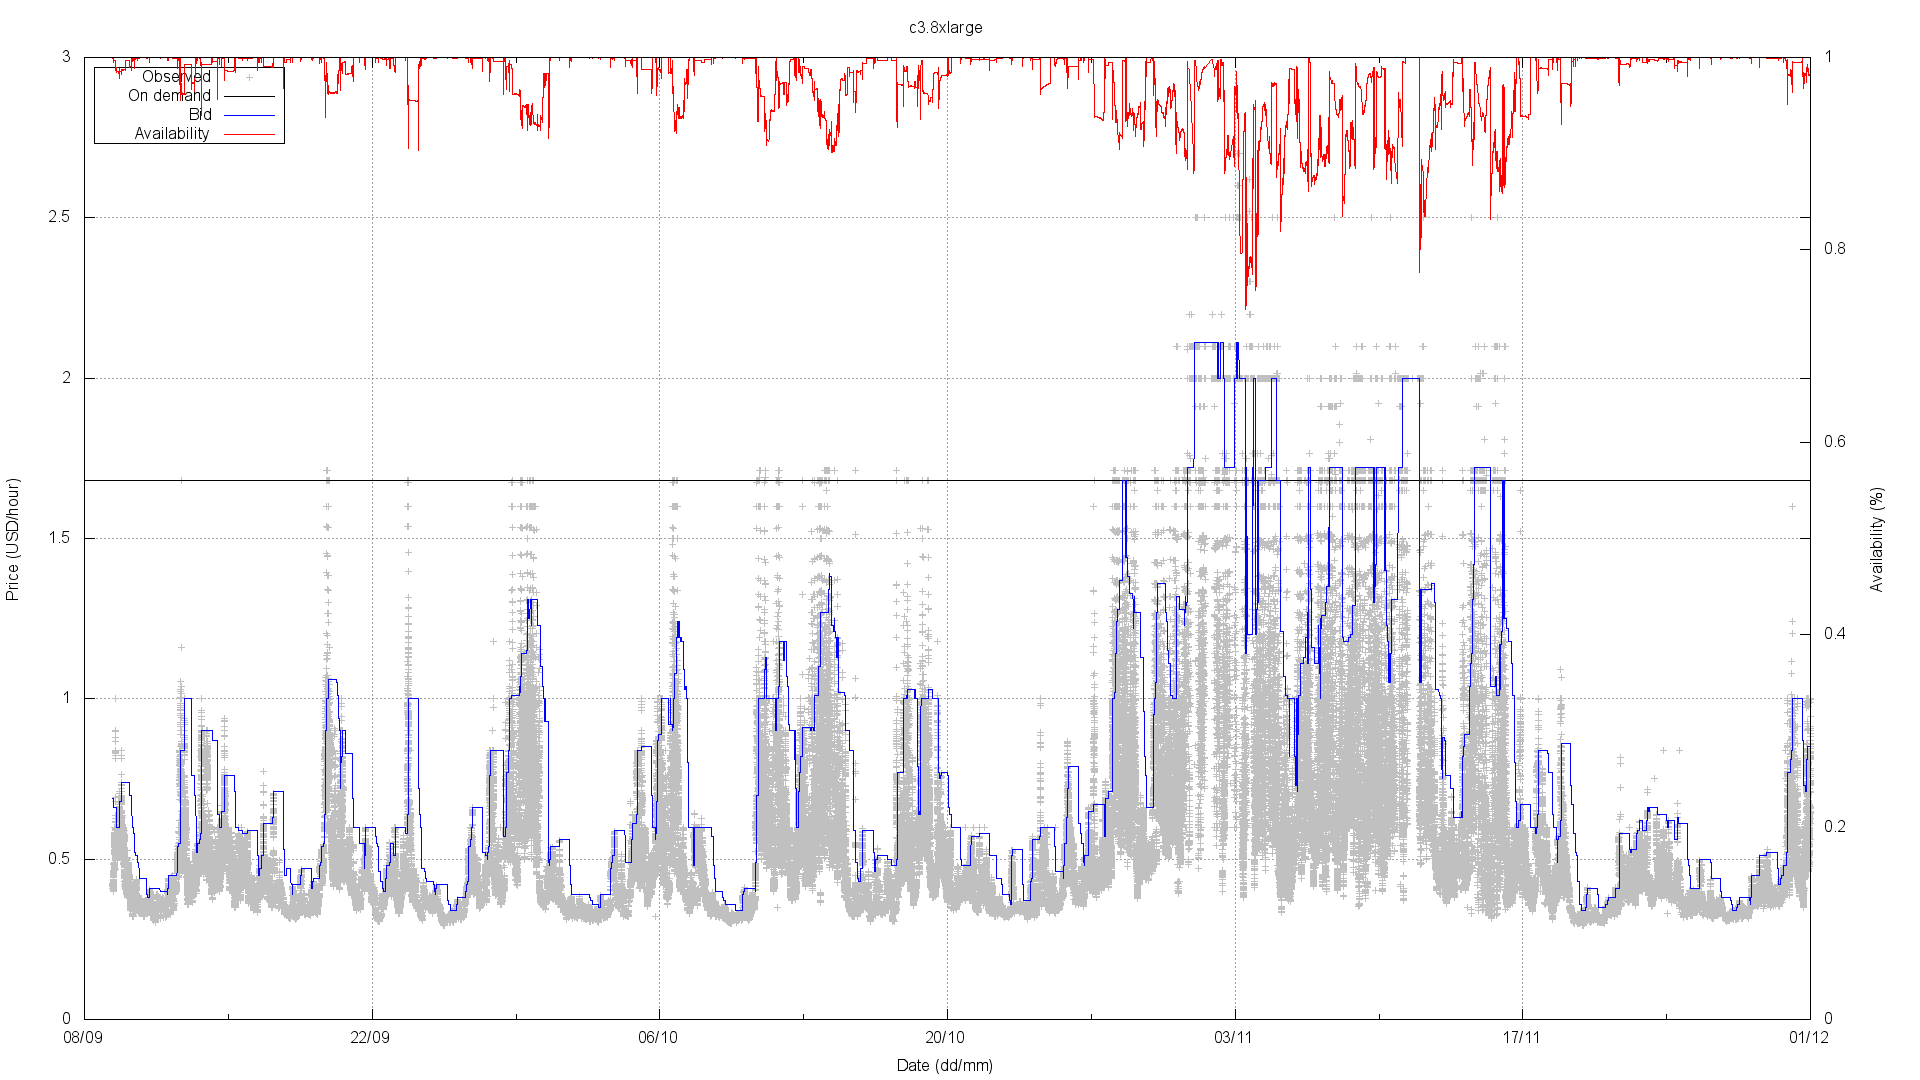 c3.8xlarge
Observed
On demand
Bid
Availability
3
2.5
2
1.5
1
0.5
0
1
0.8
0.6
0.4
0.2
0
Price (USD/hour)
Availability (%)
08/09
22/09
06/10
20/10
03/11
17/11
01/12
Date (dd/mm)